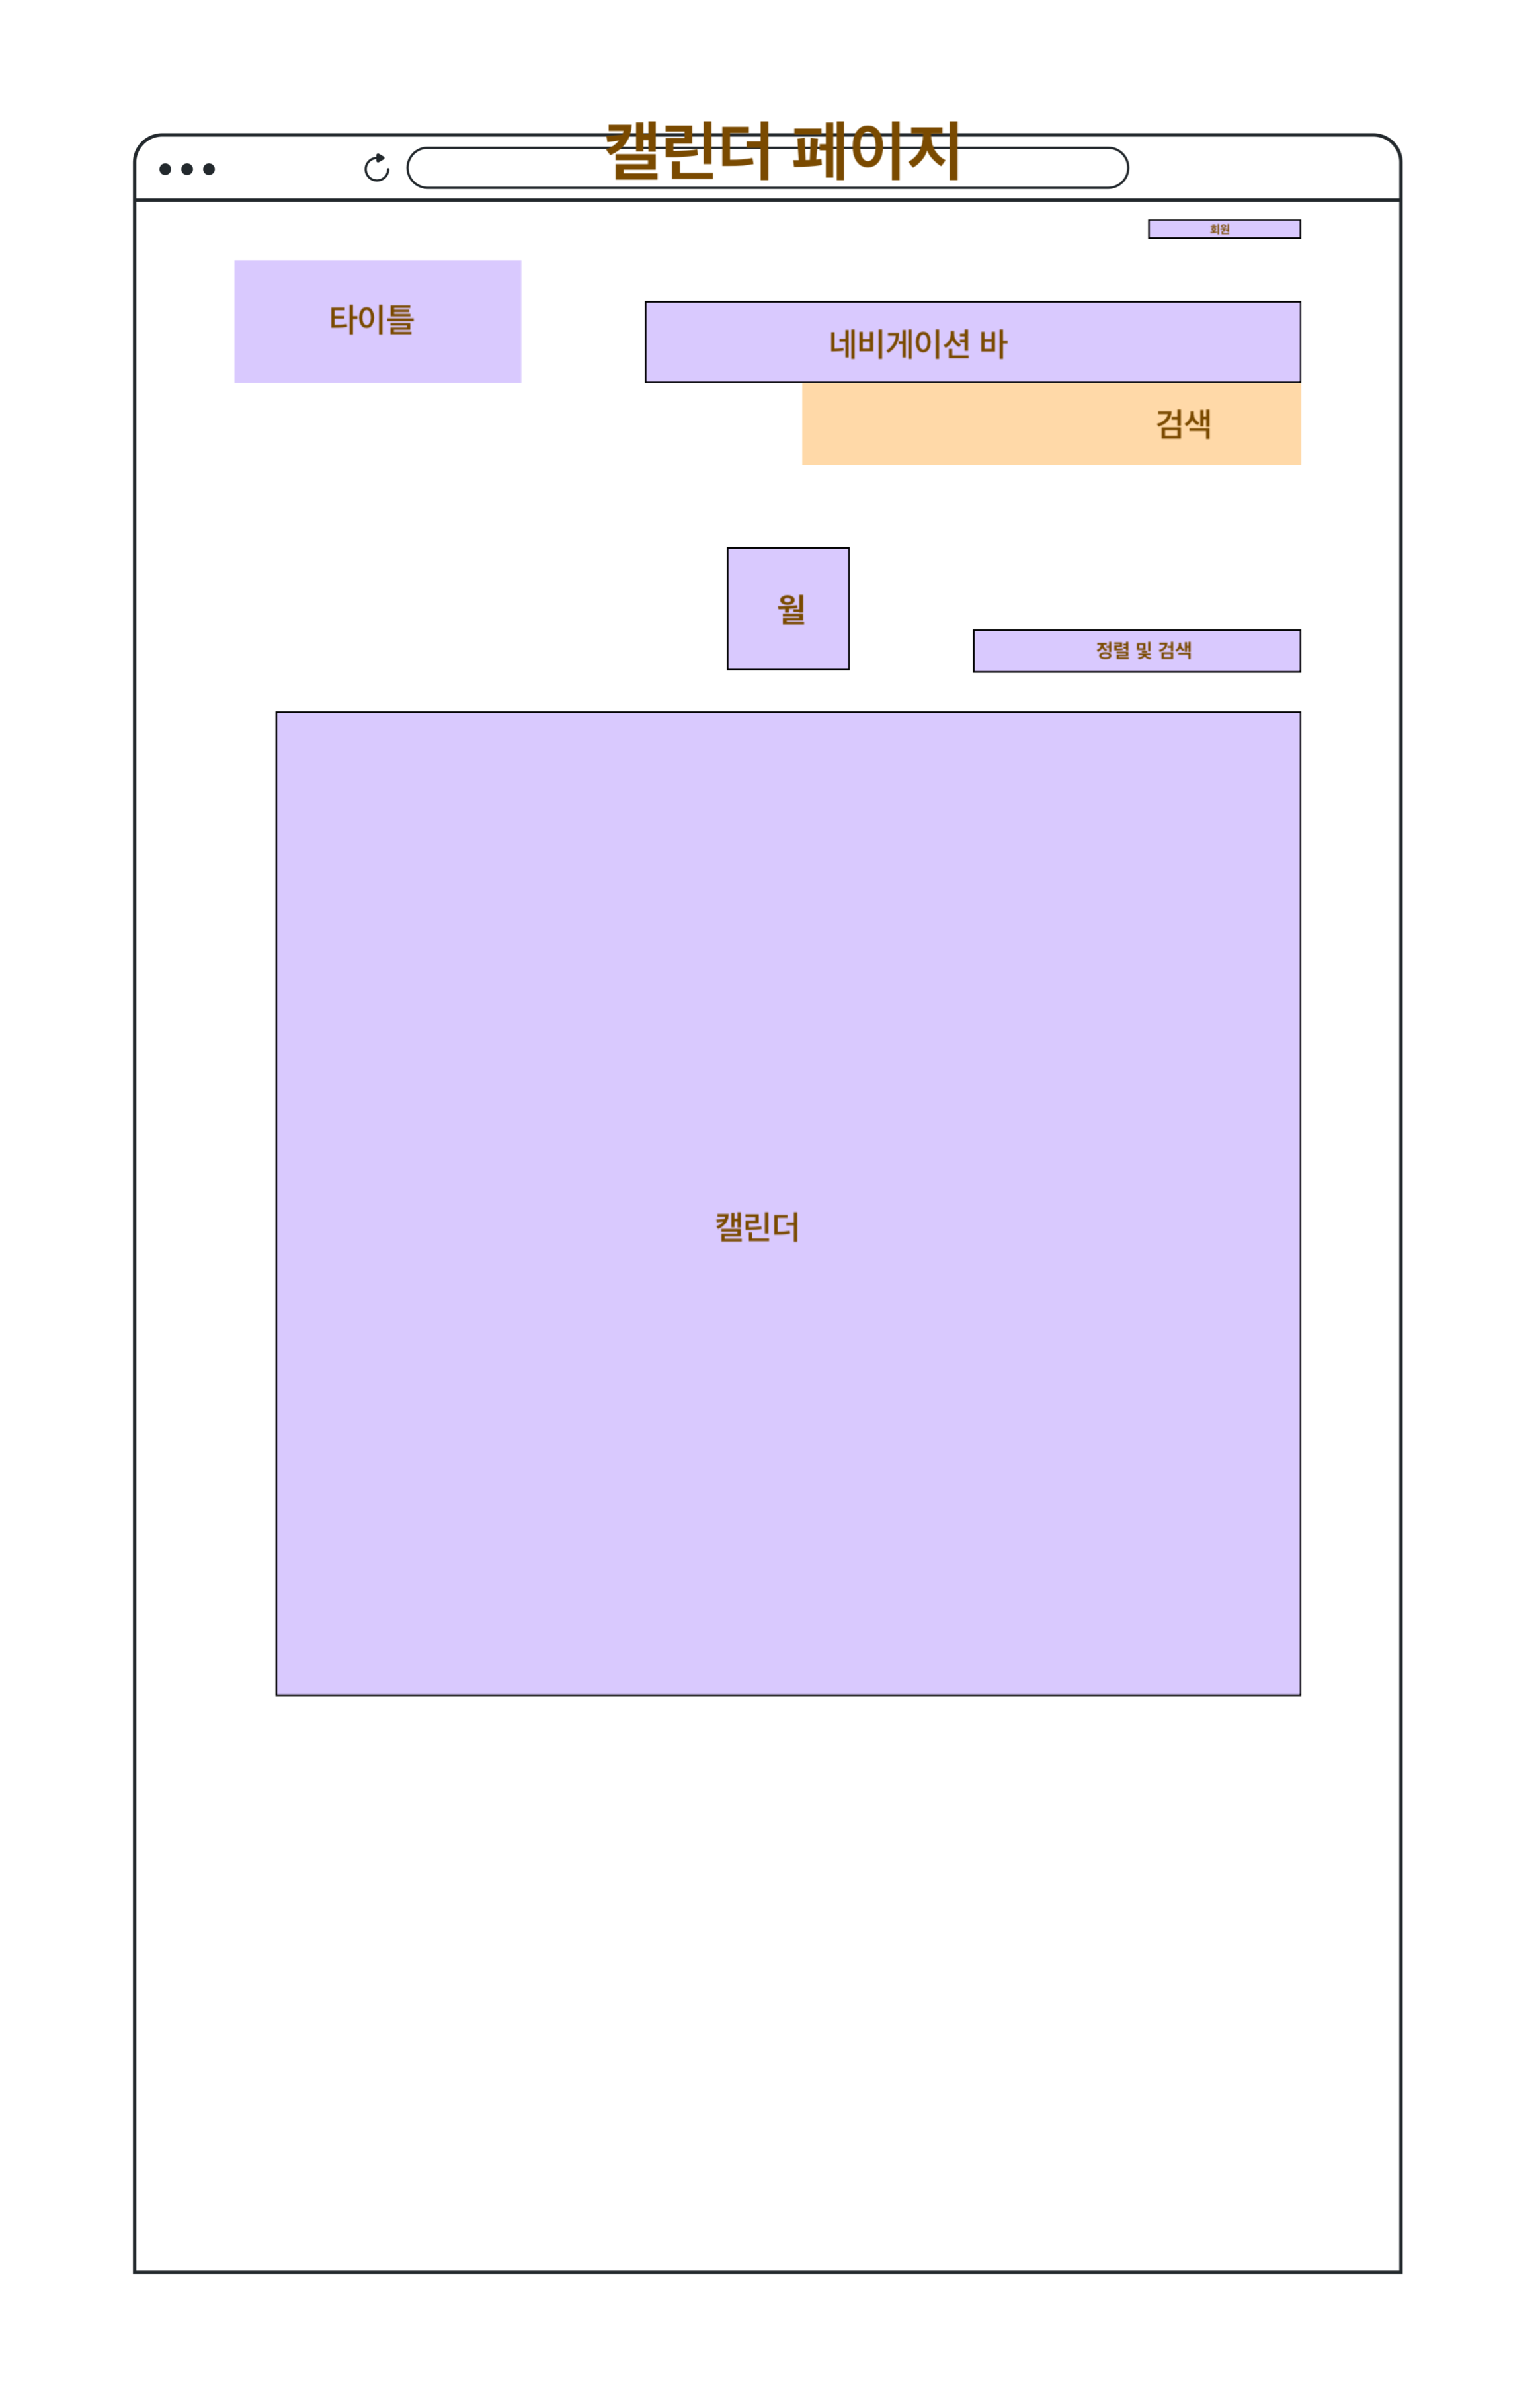 캘린더 페이지
회원
타이틀
네비게이션 바
검색
월
정렬 및 검색
캘린더